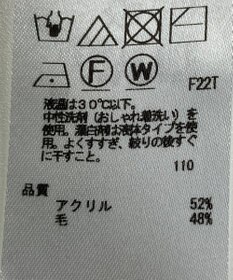 F W
F22T
液温は30℃以下。
中性洗剤(おしゃれ着洗い)を
使用。漂白剤は液体タイプを使
用。よくすすぎ、絞りの後すぐ
に干すこと。
110
品質
アクリル 52%
毛 48%